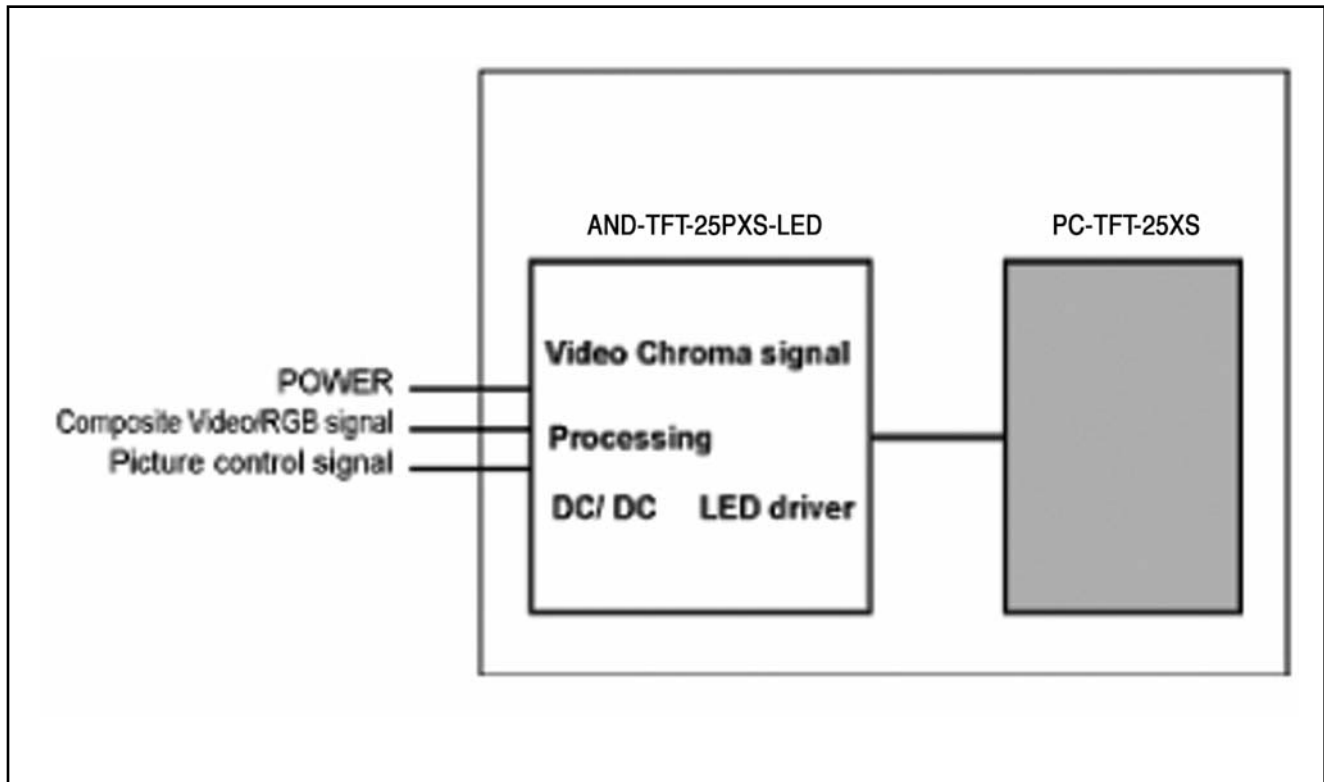 AND-TFT-25PXS-LED
PC-TFT-25XS
Video Chroma signal
POWER
Composite Video/RGB signal
Processing
Picture control signal
DC/ DC LED driver